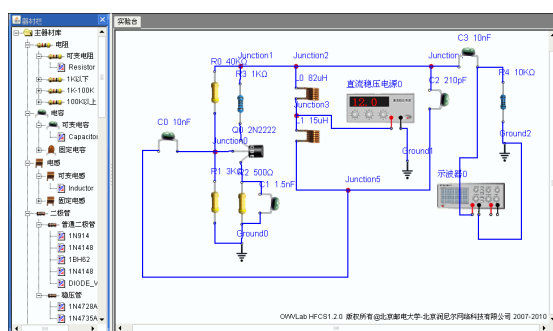 器材栏
主器材库
电阻
可变电阻
Resistor
1K以下
1K-100K
100K以上
电容
可变电容
Capacitor
固定电容
电感
可变电感
Inductor
固定电感
二极管
普通二极管
1N914
1N4148
1BH62
1N4148
DIODE_V
稳压管
1N4728A
1N4735A
实验台
C3 10nF
R0 40KΩ
Junction1
Junction2
Junction
R3 1KΩ
L0 82uH
直流稳压电源0
C2 210pF
R4 10KΩ
12.0
Junction3
C0 10nF
Q0 2N2222
L1 15uH
Junction0
Ground2
Ground1
R1 3KΩ
R2 500Ω
示波器0
C1 1.5nF
Junction5
Ground0
OWVLab HFCS1.2.0 版权所有@北京邮电大学-北京润尼尔网络科技有限公司 2007-2010